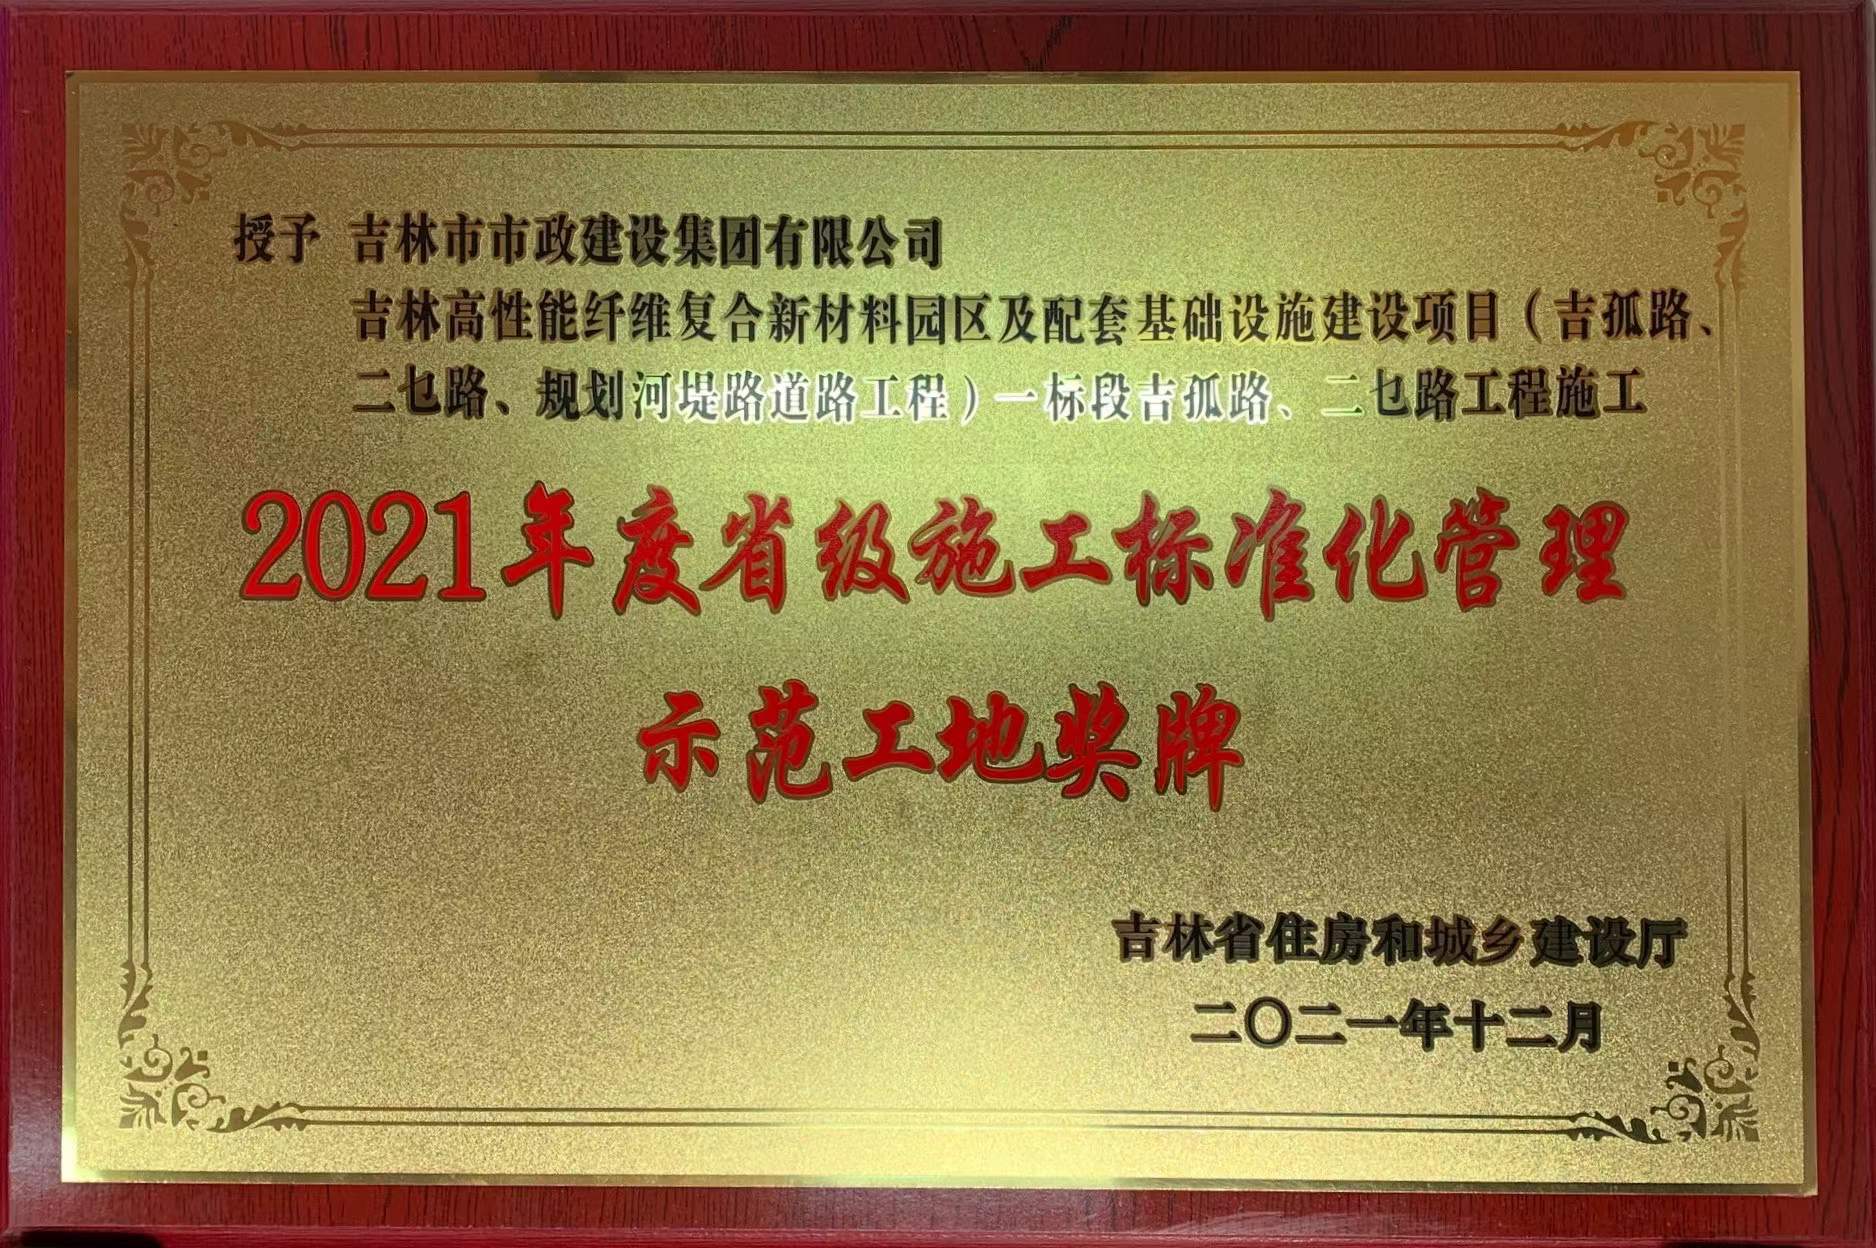 授予 吉林市市政建设集团有限公司
吉林高性能纤维复合新材料园区及配套基础设施建设项目（吉孤路、
二乜路、规划河堤路道路工程）一标段吉孤路、二乜路工程施工
2021年度省级施工标准化管理
示范工地奖牌
吉林省住房和城乡建设厅
二〇二一年十二月